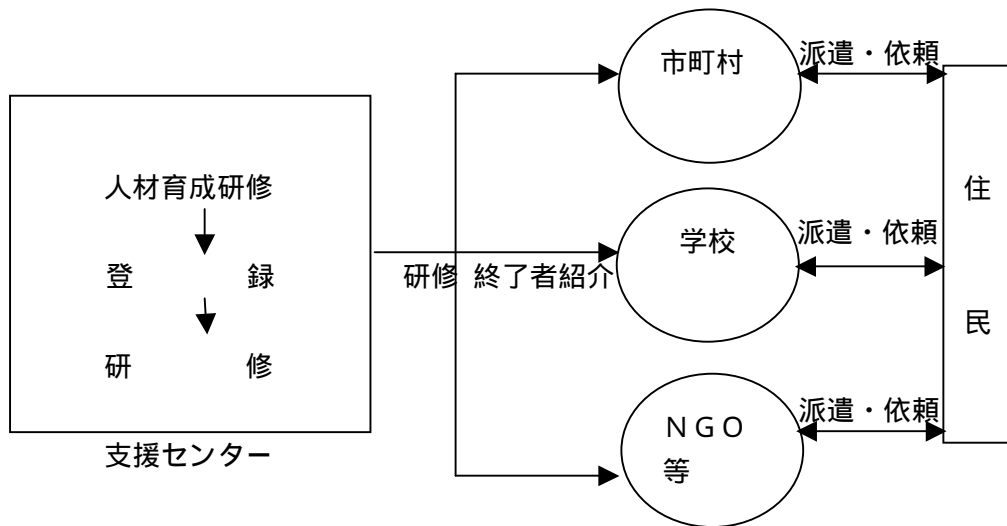 人材育成研修
登 録
研 修
支援センター
研修 終了者紹介
市町村
学校
ＮＧＯ
等
派遣・依頼
派遣・依頼
派遣・依頼
住
民